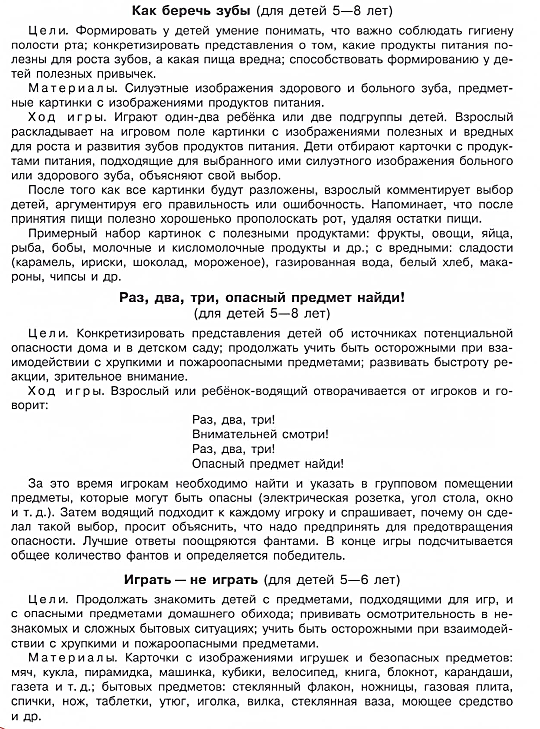 Как беречь зубы (для детей 5—8 лет)
Цели. Формировать у детей умение понимать, что важно соблюдать гигиену
полости рта; конкретизировать представления о том, какие продукты питания по-
лезны для роста зубов, а какая пища вредна; способствовать формированию у де-
тей полезных привычек.
Материалы. Силуэтные изображения здорового и больного зуба, предмет-
ные картинки с изображениями продуктов питания.
Ход игры. Играют один-два ребёнка или две подгруппы детей. Взрослый
раскладывает на игровом поле картинки с изображениями полезных и вредных
для роста и развития зубов продуктов питания. Дети отбирают карточки с продук-
тами питания, подходящие для выбранного ими силуэтного изображения больного
или здорового зуба, объясняют свой выбор.
После того как все картинки будут разложены, взрослый комментирует выбор
детей, аргументируя его правильность или ошибочность. Напоминает, что после
принятия пищи полезно хорошенько прополоскать рот, удаляя остатки пищи.
Примерный набор картинок с полезными продуктами: фрукты, овощи, яйца,
рыба, бобы, молочные и кисломолочные продукты и др.; с вредными: сладости
(карамель, ириски, шоколад, мороженое), газированная вода, белый хлеб, мака-
роны, чипсы и др.
Раз, два, три, опасный предмет найди!
(для детей 5—8 лет)
Цели. Конкретизировать представления детей об источниках потенциальной
опасности дома и в детском саду; продолжать учить быть осторожными при вза-
имодействии с хрупкими и пожароопасными предметами; развивать быстроту ре-
акции, зрительное внимание.
Ход игры. Взрослый или ребёнок-водящий отворачивается от игроков и го-
ворит:
Раз, два, три!
Внимательней смотри!
Раз, два, три!
Опасный предмет найди!
За это время игрокам необходимо найти и указать в групповом помещении
предметы, которые могут быть опасны (электрическая розетка, угол стола, окно
и т. д.). Затем водящий подходит к каждому игроку и спрашивает, почему он сде-
лал такой выбор, просит объяснить, что надо предпринять для предотвращения
опасности. Лучшие ответы поощряются фантами. В конце игры подсчитывается
общее количество фантов и определяется победитель.
Играть — не играть (для детей 5—6 лет)
Цели. Продолжать знакомить детей с предметами, подходящими для игр, и
с опасными предметами домашнего обихода; прививать осмотрительность в не-
знакомых и сложных бытовых ситуациях; учить быть осторожными при взаимодей-
ствии с хрупкими и пожароопасными предметами.
Материалы. Карточки с изображениями игрушек и безопасных предметов:
мяч, кукла, пирамидка, машинка, кубики, велосипед, книга, блокнот, карандаши,
газета и т. д.; бытовых предметов: стеклянный флакон, ножницы, газовая плита,
спички, нож, таблетки, утюг, иголка, вилка, стеклянная ваза, моющее средство
и др.